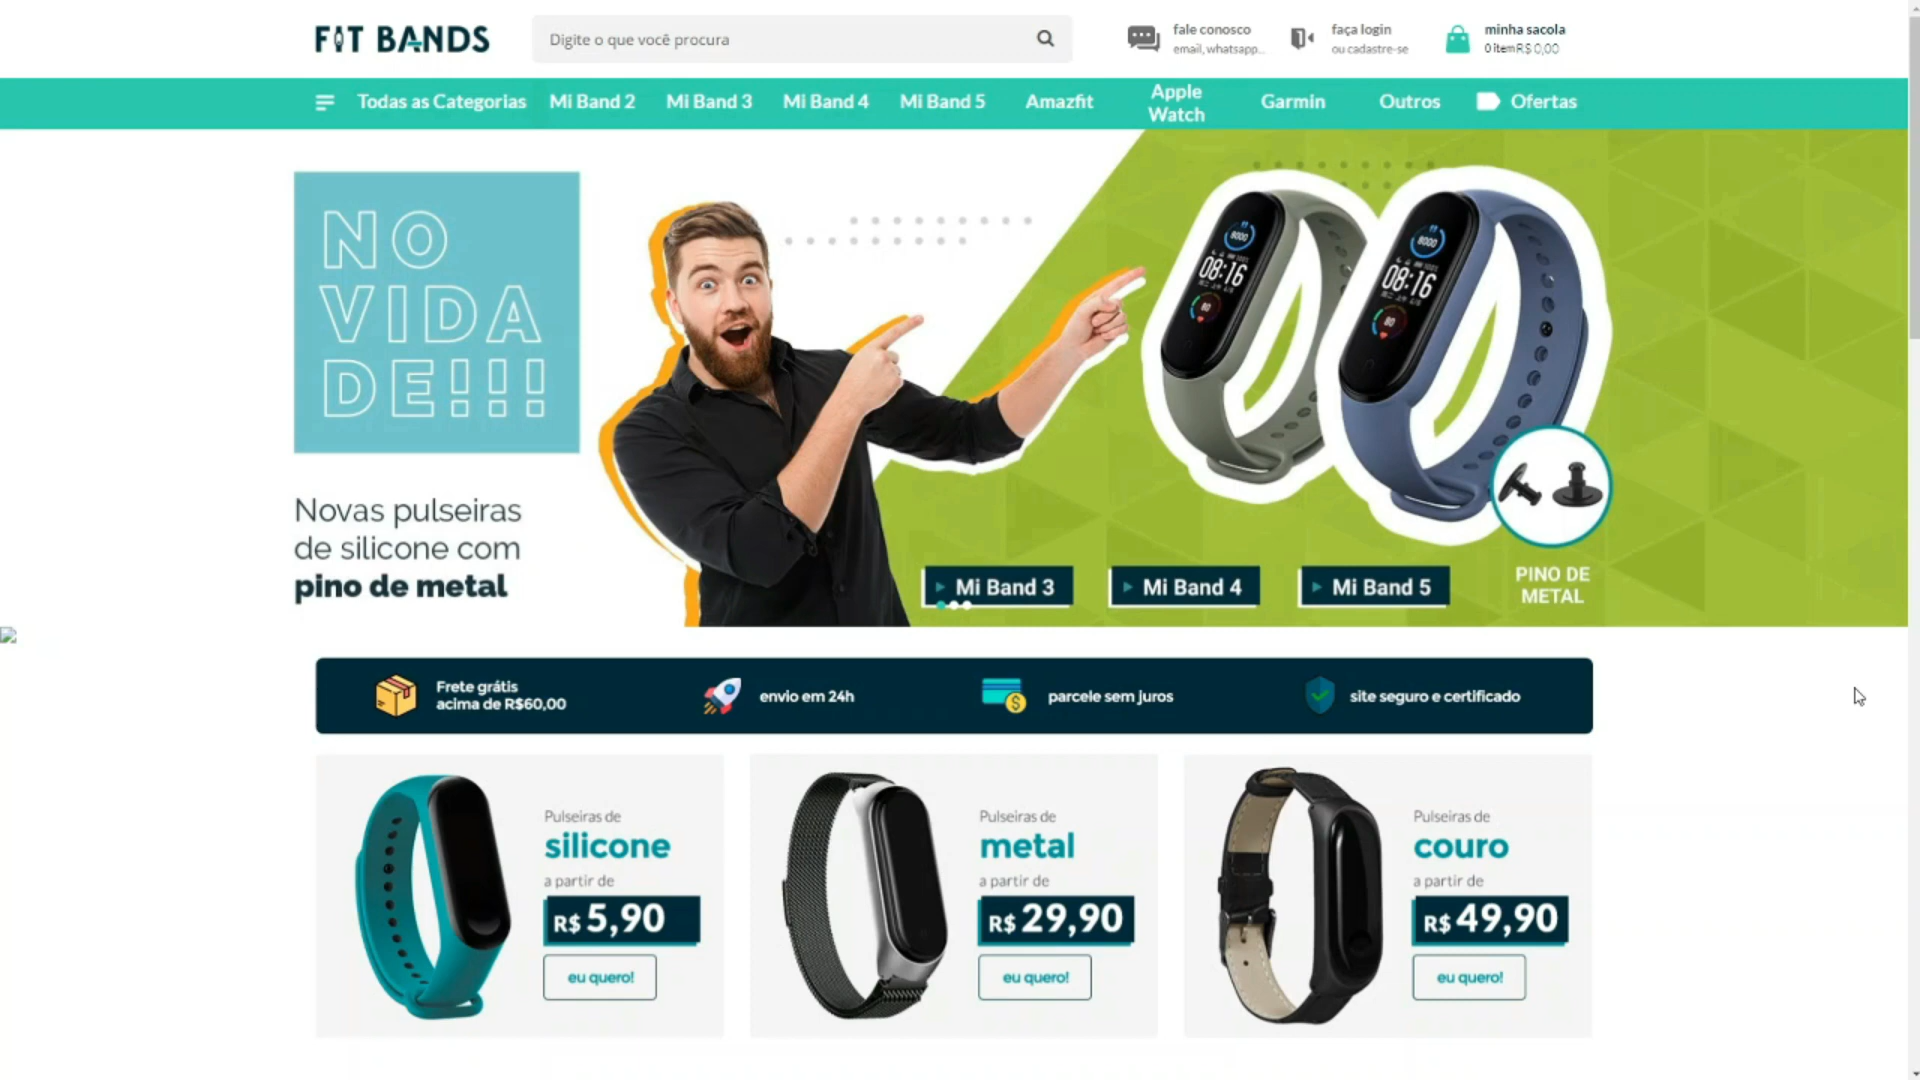 FIT BANDS
Digite o que você procura
fale conosco
email, whatsapp...
faça login
ou cadastre-se
minha sacola
0 item R$ 0,00
Todas as Categorias
Mi Band 2
Mi Band 3
Mi Band 4
Mi Band 5
Amazfit
Apple
Watch
Garmin
Outros
Ofertas
NO
VIDA
DE!!!
Novas pulseiras
de silicone com
pino de metal
8000
08:16
80
8000
08:16
80
Mi Band 3
Mi Band 4
Mi Band 5
PINO DE
METAL
Frete grátis
acima de R$60,00
envio em 24h
parcele sem juros
site seguro e certificado
Pulseiras de
silicone
a partir de
R$ 5,90
eu quero!
Pulseiras de
metal
a partir de
R$ 29,90
eu quero!
Pulseiras de
couro
a partir de
R$ 49,90
eu quero!